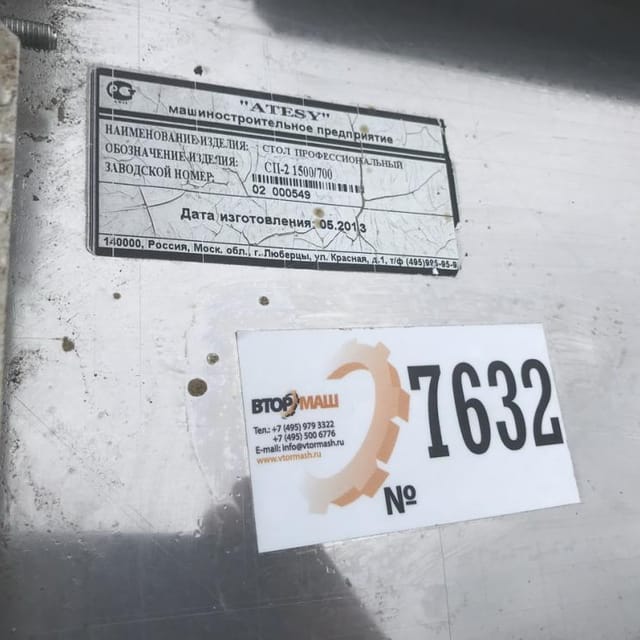 "ATESY"
машиностроительное предприятие
НАИМЕНОВАНИЕ ИЗДЕЛИЯ: СТОЛ ПРОФЕССИОНАЛЬНЫЙ
ОБОЗНАЧЕНИЕ ИЗДЕЛИЯ: СП-2 1500/700
ЗАВОДСКОЙ НОМЕР:
02 000549
Дата изготовления: 05.2013
140000, Россия, Моск. обл., г. Люберцы, ул. Красная, д.1, т/ф (495)
ВТОРМАШ
Тел.: +7 (495) 979 3322
+7 (495) 500 6776
E-mail: info@vtormash.ru
www.vtormash.ru
№ 7632